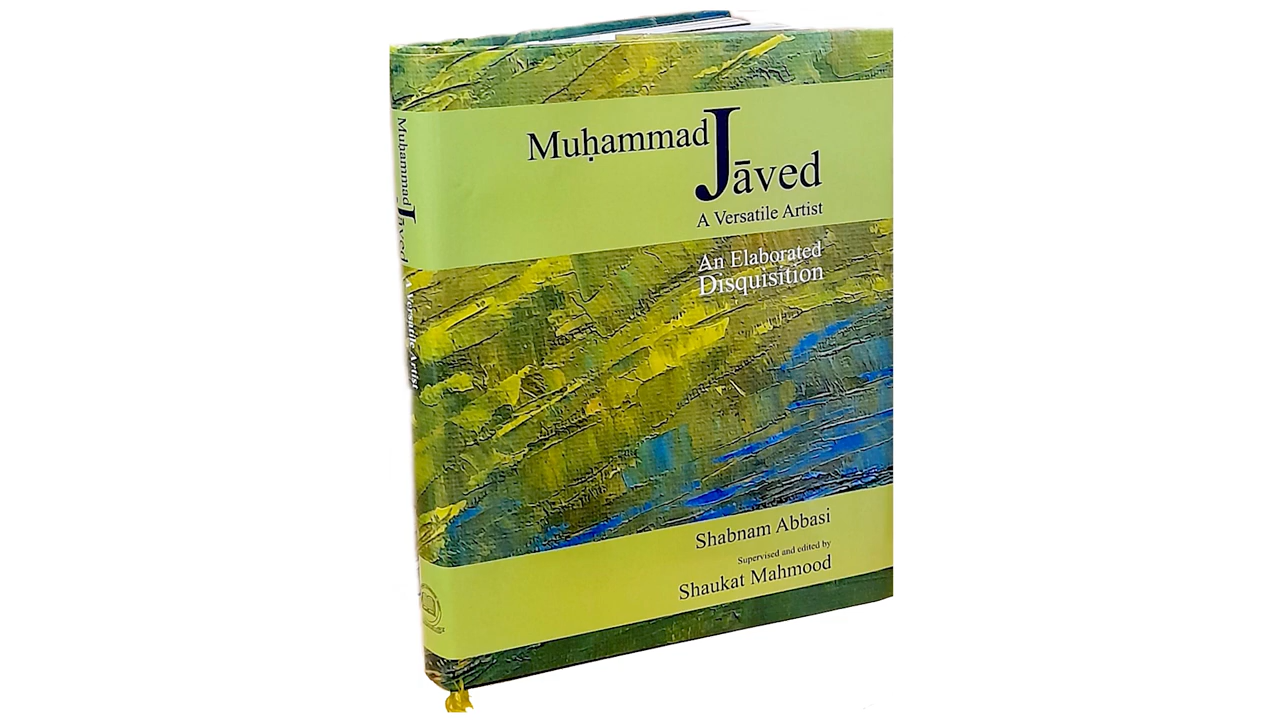 Muḥammad
Jāved
A Versatile Artist
An Elaborated
Disquisition
Shabnam Abbasi
Supervised and edited by
Shaukat Mahmood
Muḥammad Jāved A Versatile Artist